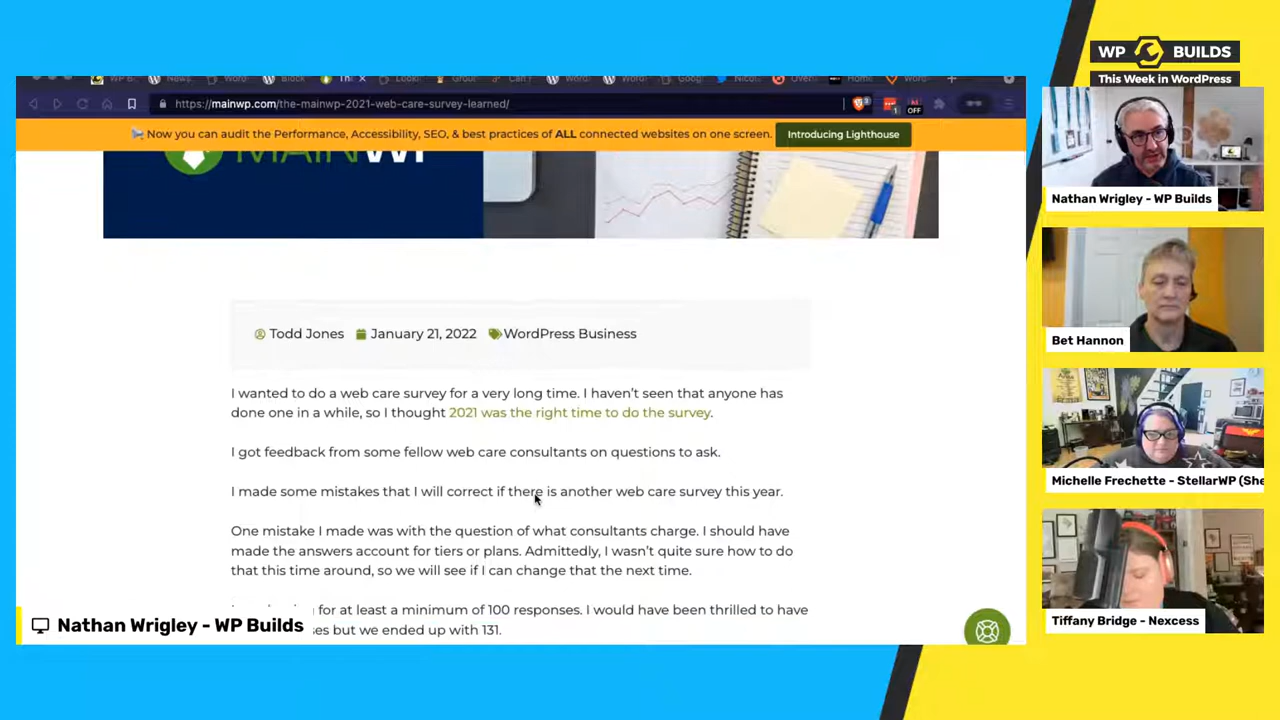 WP BUILDS
This Week in WordPress
https://mainwp.com/the-mainwp-2021-web-care-survey-learned/
OFF
Now you can audit the Performance, Accessibility, SEO, & best practices of ALL connected websites on one screen.
Introducing Lighthouse
MAINWP
Todd Jones
January 21, 2022
WordPress Business
I wanted to do a web care survey for a very long time. I haven't seen that anyone has
done one in a while, so I thought 2021 was the right time to do the survey.
I got feedback from some fellow web care consultants on questions to ask.
I made some mistakes that I will correct if there is another web care survey this year.
One mistake I made was with the question of what consultants charge. I should have
made the answers account for tiers or plans. Admittedly, I wasn't quite sure how to do
that this time around, so we will see if I can change that the next time.
for at least a minimum of 100 responses. I would have been thrilled to have
but we ended up with 131.
Nathan Wrigley - WP Builds
Nathan Wrigley - WP Builds
Bet Hannon
Michelle Frechette - StellarWP (She
Tiffany Bridge - Nexcess